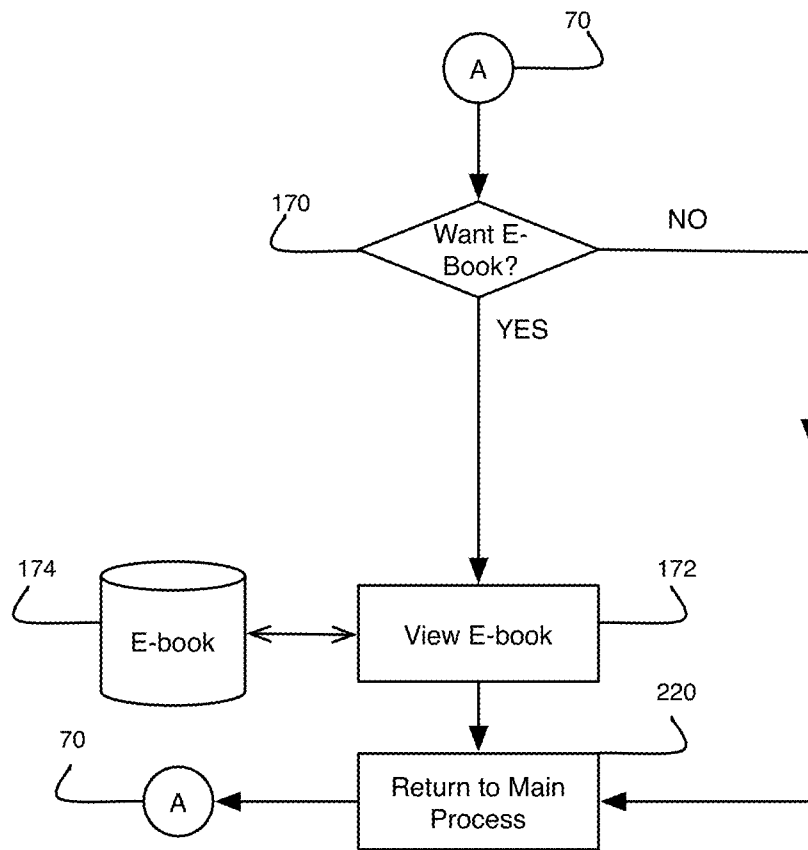 70
A
170
Want E-
Book?
NO
YES
174
E-book
View E-book
172
220
70
A
Return to Main
Process